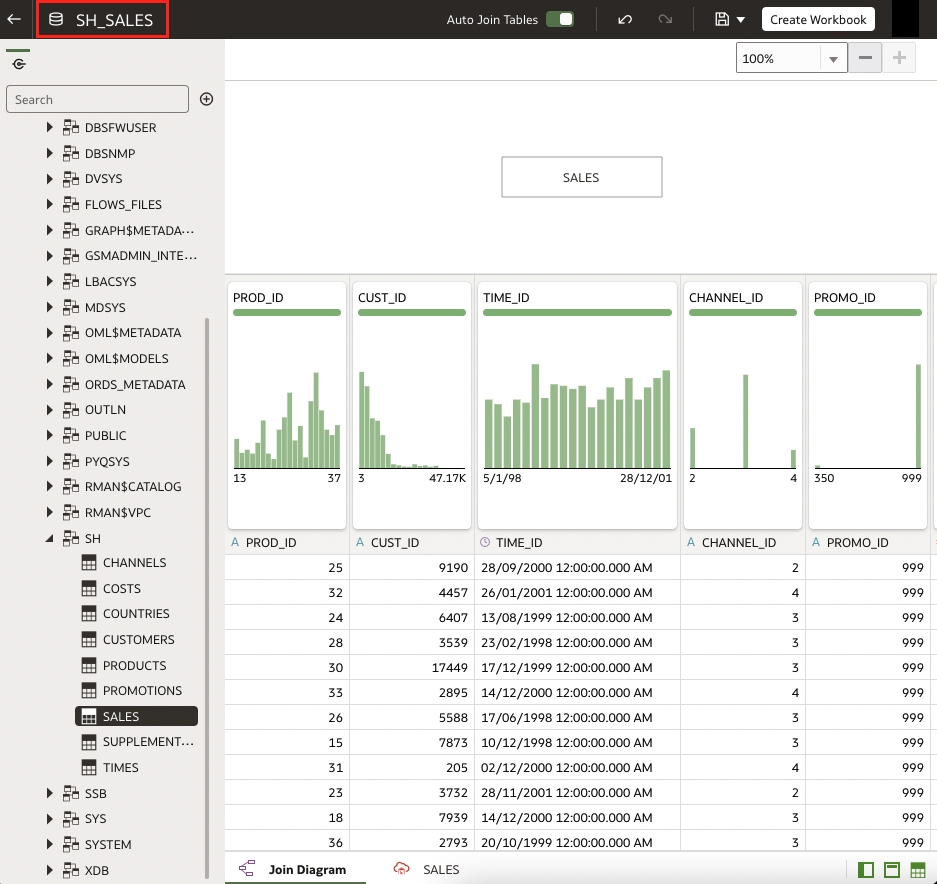 SH_SALES
Auto Join Tables
Create Workbook
100%
Search
DBSFWUSER
DBSNMP
DVSYS
FLOWS_FILES
GRAPH$METADA···
GSMADMIN_INTE···
LBACSYS
MDSYS
OML$METADATA
OML$MODELS
ORDS_METADATA
OUTLN
PUBLIC
PYQSYS
RMAN$CATALOG
RMAN$VPC
SH
CHANNELS
COSTS
COUNTRIES
CUSTOMERS
PRODUCTS
PROMOTIONS
SALES
SUPPLEMENT···
TIMES
SSB
SYS
SYSTEM
XDB
SALES
PROD_ID CUST_ID TIME_ID CHANNEL_ID PROMO_ID
13 37 3 47.17K 5/1/98 28/12/01 2 4 350 999
A PROD_ID A CUST_ID TIME_ID A CHANNEL_ID A PROMO_ID
25 9190 28/09/2000 12:00:00.000 AM 2 999
32 4457 26/01/2001 12:00:00.000 AM 4 999
24 6407 13/08/1999 12:00:00.000 AM 3 999
28 3539 23/02/1998 12:00:00.000 AM 3 999
30 17449 17/12/1999 12:00:00.000 AM 3 999
33 2895 14/12/2000 12:00:00.000 AM 4 999
26 5588 17/06/1998 12:00:00.000 AM 3 999
15 7873 10/12/1998 12:00:00.000 AM 3 999
31 205 02/12/2000 12:00:00.000 AM 4 999
23 3732 28/11/2001 12:00:00.000 AM 2 999
18 7939 14/12/2000 12:00:00.000 AM 3 999
36 2793 20/10/1999 12:00:00.000 AM 3 999
Join Diagram SALES